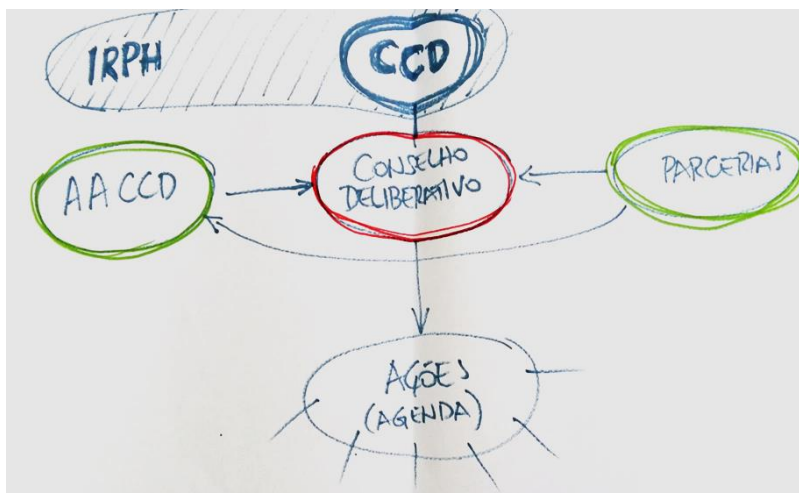 IRPH
CCD
AACCD
CONSELHO
DELIBERATIVO
PARCERIAS
AÇÕES
(AGENDA)